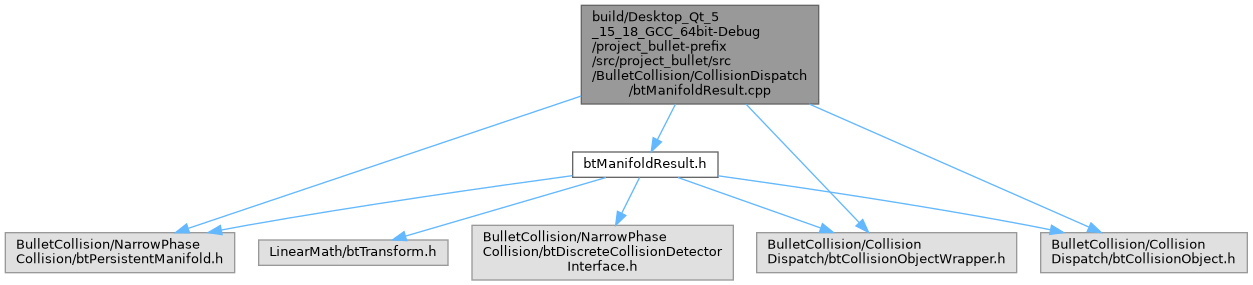 build/Desktop_Qt_5
_15_18_GCC_64bit-Debug
/project_bullet-prefix
/src/project_bullet/src
/BulletCollision/CollisionDispatch
/btManifoldResult.cpp
btManifoldResult.h
BulletCollision/NarrowPhase
Collision/btPersistentManifold.h
LinearMath/btTransform.h
BulletCollision/NarrowPhase
Collision/btDiscreteCollisionDetector
Interface.h
BulletCollision/Collision
Dispatch/btCollisionObjectWrapper.h
BulletCollision/Collision
Dispatch/btCollisionObject.h